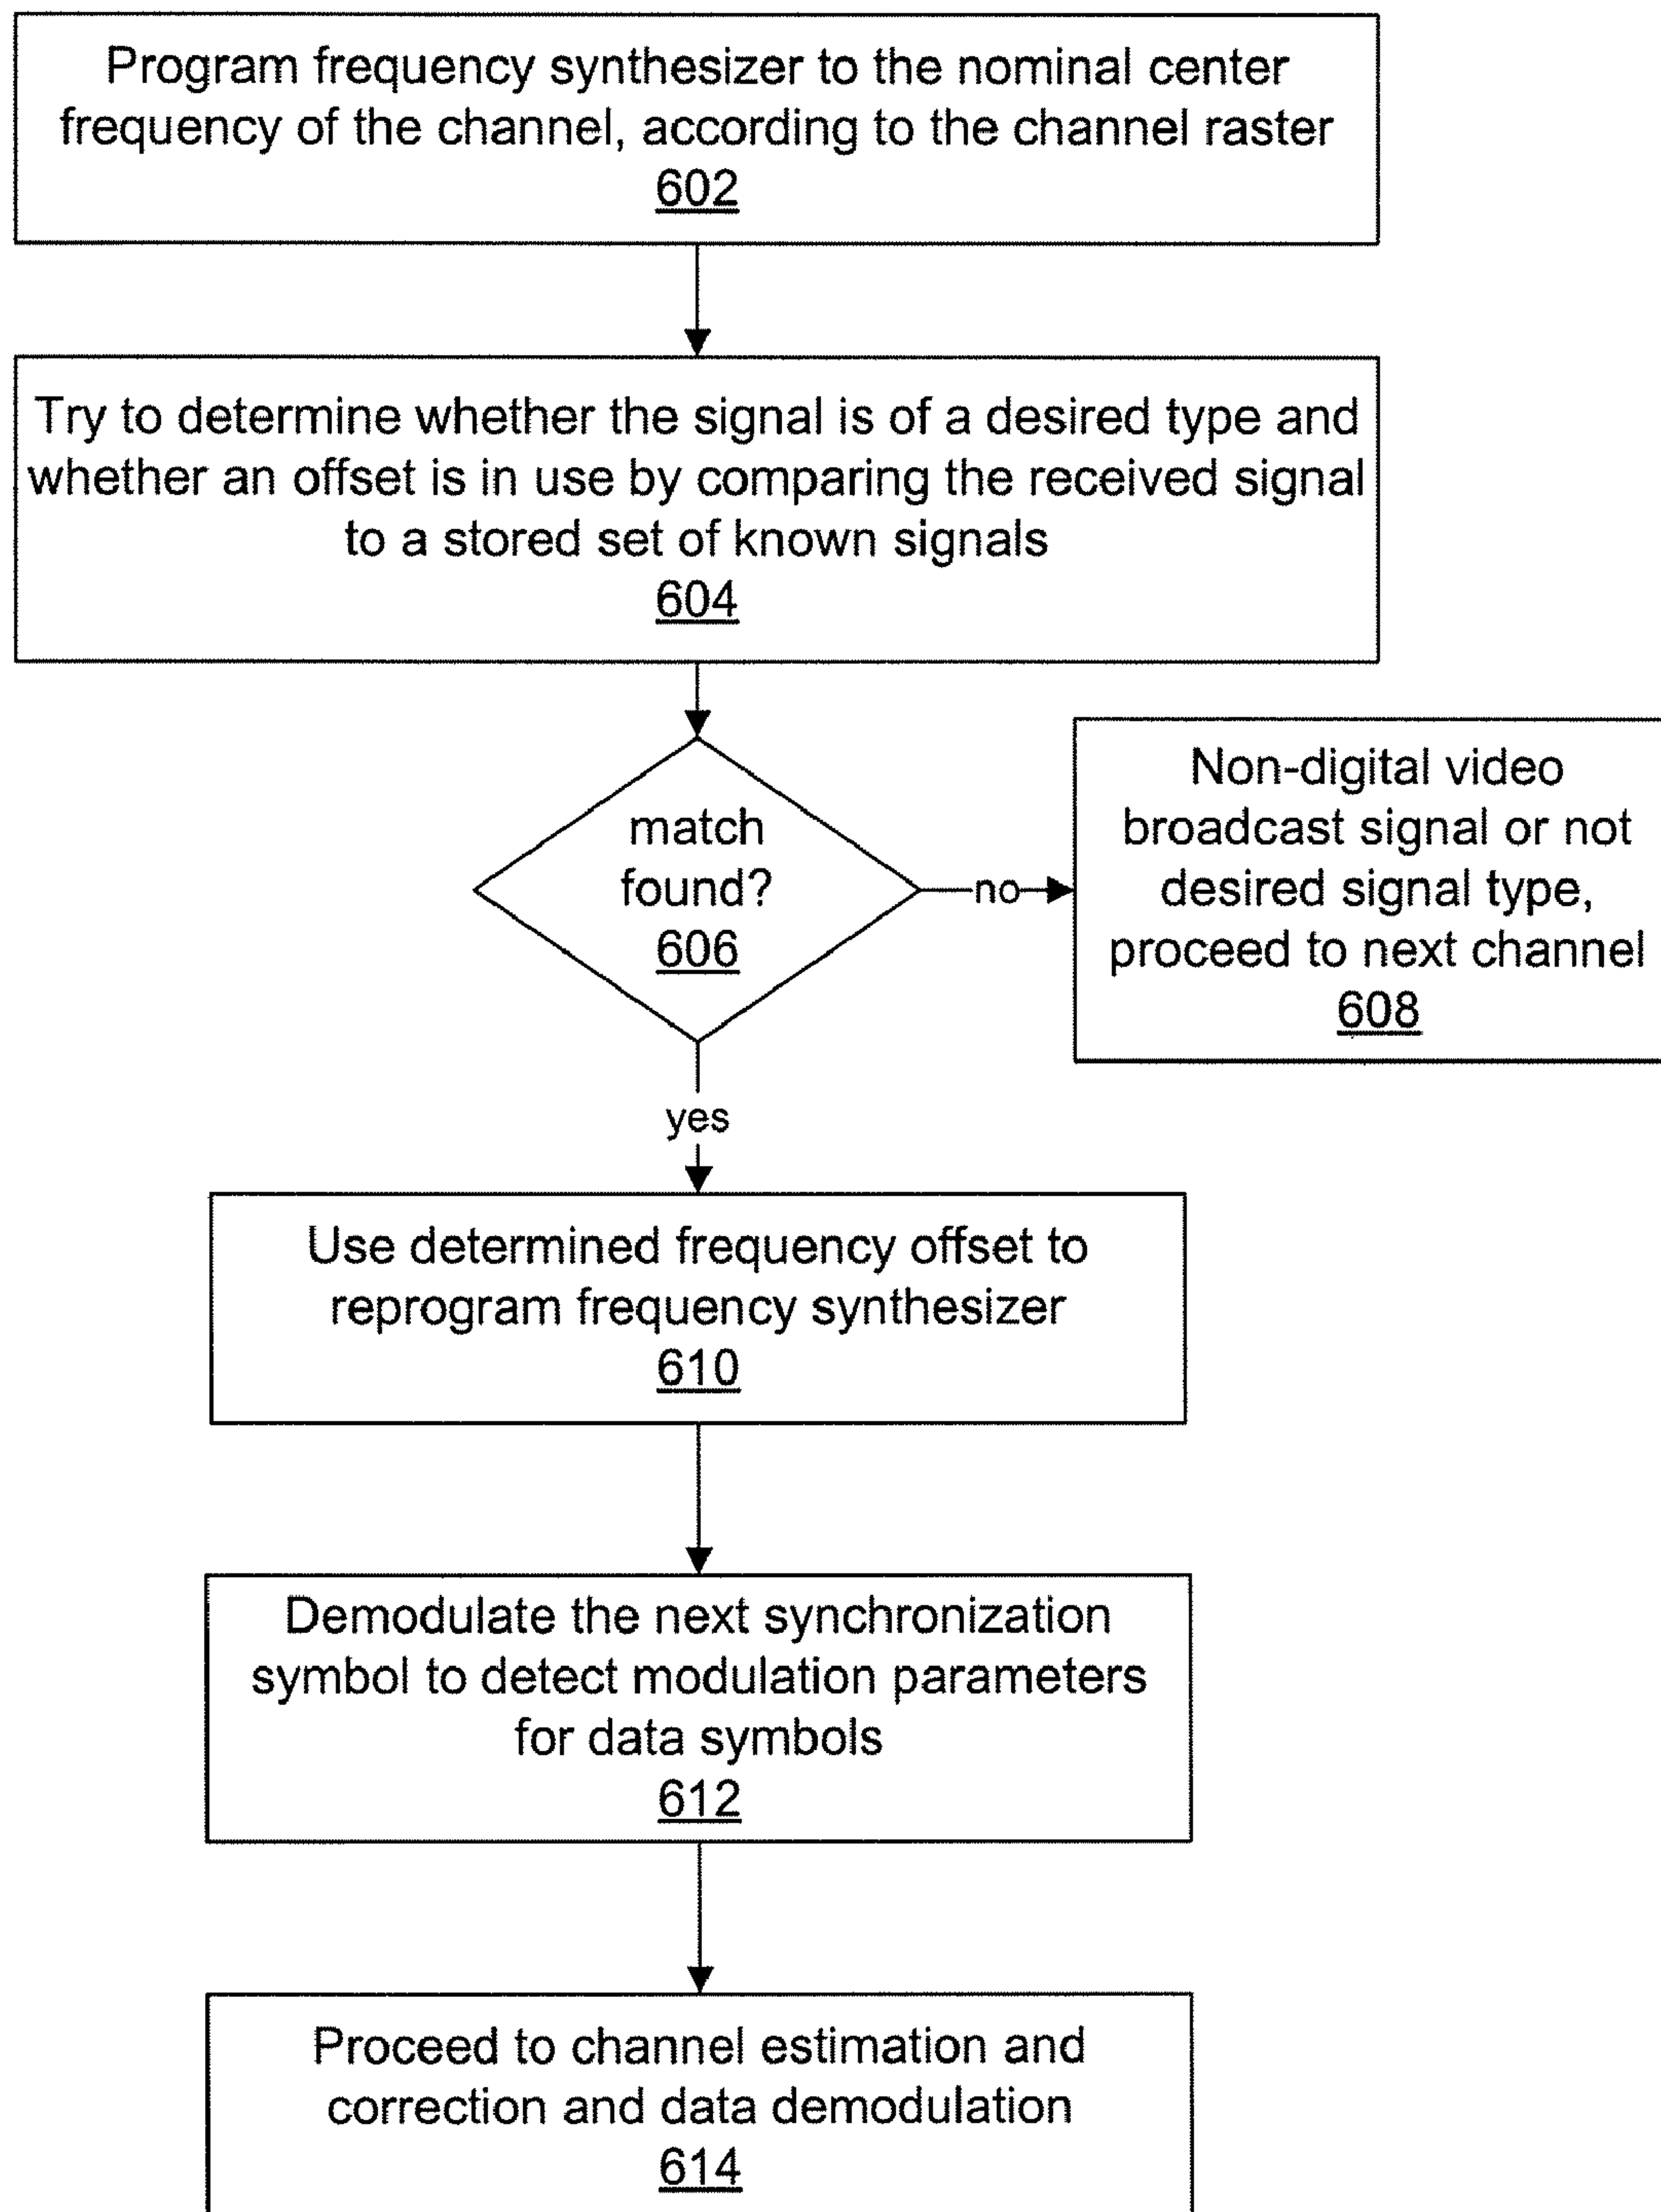 Program frequency synthesizer to the nominal center
frequency of the channel, according to the channel raster
602
Try to determine whether the signal is of a desired type and
whether an offset is in use by comparing the received signal
to a stored set of known signals
604
match
found?
606
no
Non-digital video
broadcast signal or not
desired signal type,
proceed to next channel
608
yes
Use determined frequency offset to
reprogram frequency synthesizer
610
Demodulate the next synchronization
symbol to detect modulation parameters
for data symbols
612
Proceed to channel estimation and
correction and data demodulation
614